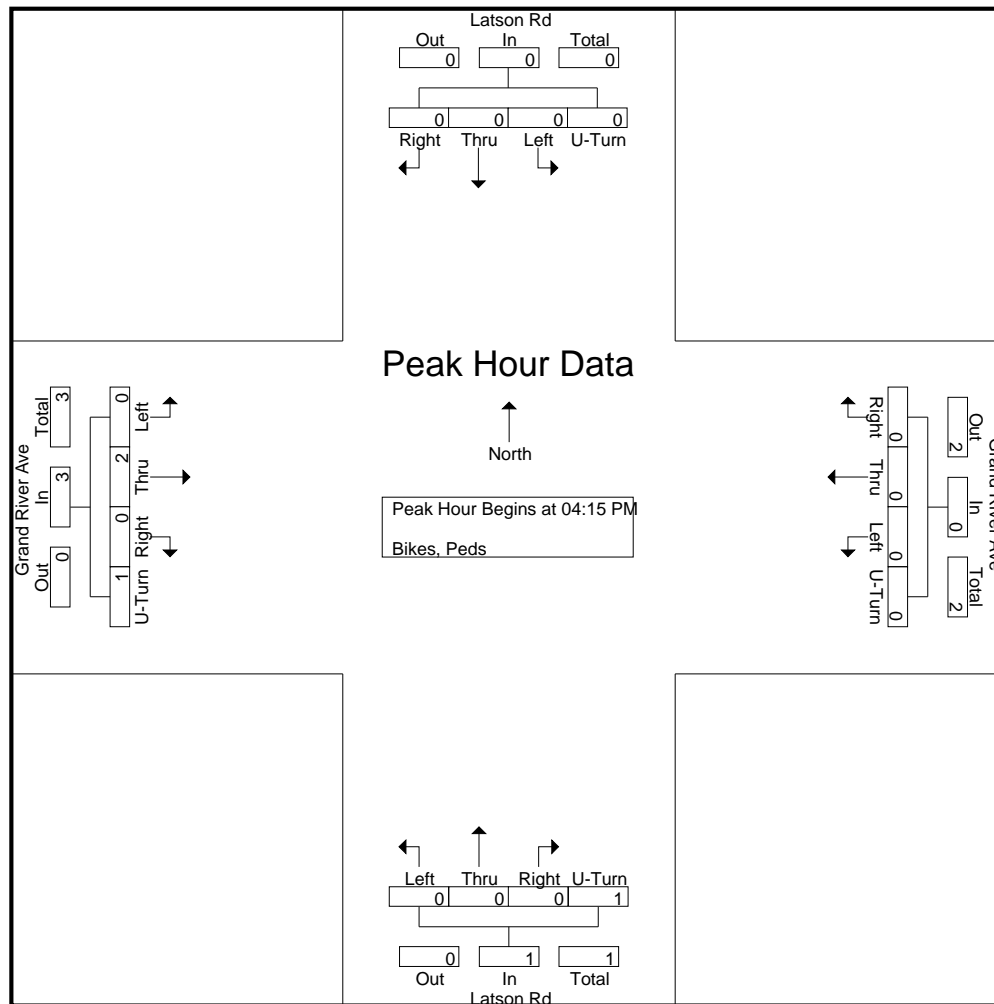 Latson Rd
Out In Total
0 0 0
0 0 0 0
Right Thru Left U-Turn
Peak Hour Data
North
Peak Hour Begins at 04:15 PM
Bikes, Peds
Grand River Ave
Total In Out
3 3 0
0 2 0 1
Left Thru Right U-Turn
Right Thru Left U-Turn
0 0 0 0
2 0 2
Out In Total
Grand River Ave
Left Thru Right U-Turn
0 0 0 1
0 1 1
Out In Total
Latson Rd